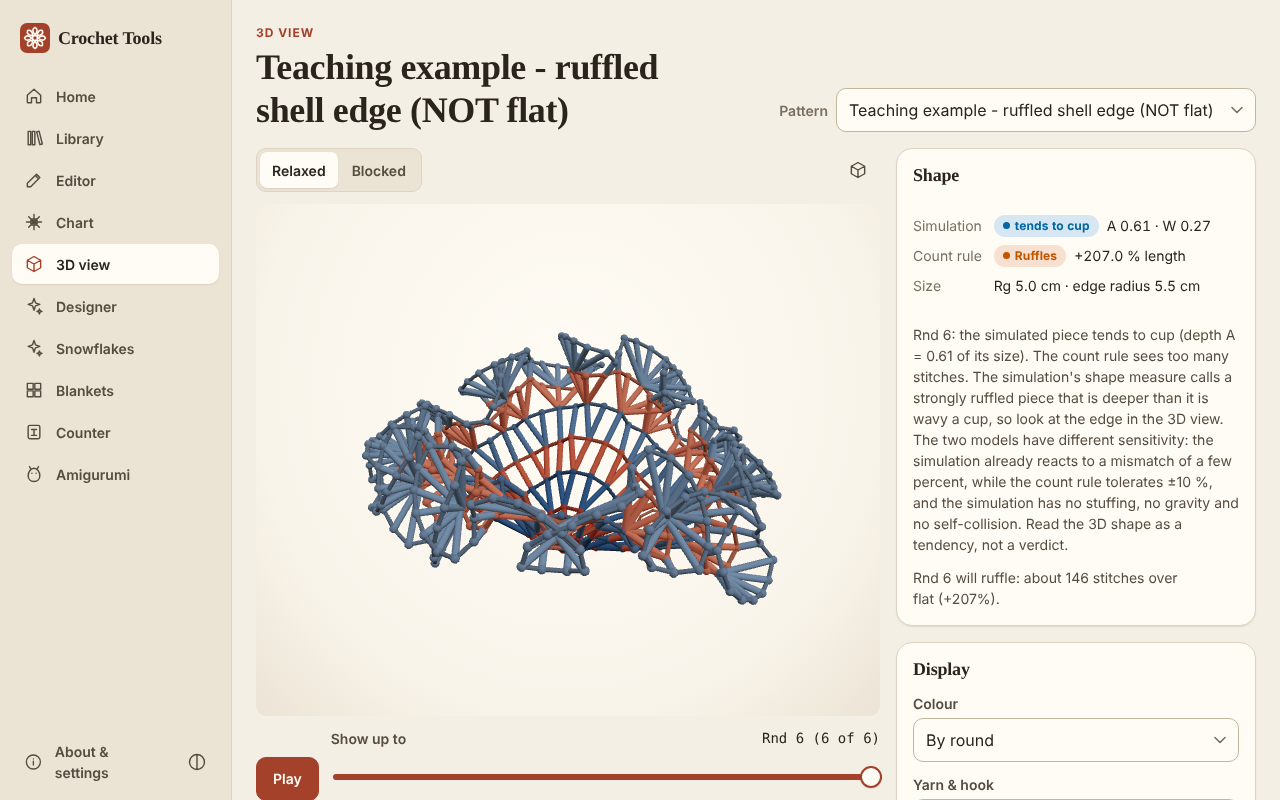 Crochet Tools
Home
Library
Editor
Chart
3D view
Designer
Snowflakes
Blankets
Counter
Amigurumi
About &
settings
3D VIEW
Teaching example - ruffled
shell edge (NOT flat)
Pattern
Teaching example - ruffled shell edge (NOT flat)
Relaxed
Blocked
Show up to
Rnd 6 (6 of 6)
Play
Shape
Simulation tends to cup A 0.61 · W 0.27
Count rule Ruffles +207.0 % length
Size Rg 5.0 cm · edge radius 5.5 cm
Rnd 6: the simulated piece tends to cup (depth A
= 0.61 of its size). The count rule sees too many
stitches. The simulation's shape measure calls a
strongly ruffled piece that is deeper than it is
wavy a cup, so look at the edge in the 3D view.
The two models have different sensitivity: the
simulation already reacts to a mismatch of a few
percent, while the count rule tolerates ±10 %,
and the simulation has no stuffing, no gravity and
no self-collision. Read the 3D shape as a
tendency, not a verdict.
Rnd 6 will ruffle: about 146 stitches over
flat (+207%).
Display
Colour
By round
Yarn & hook